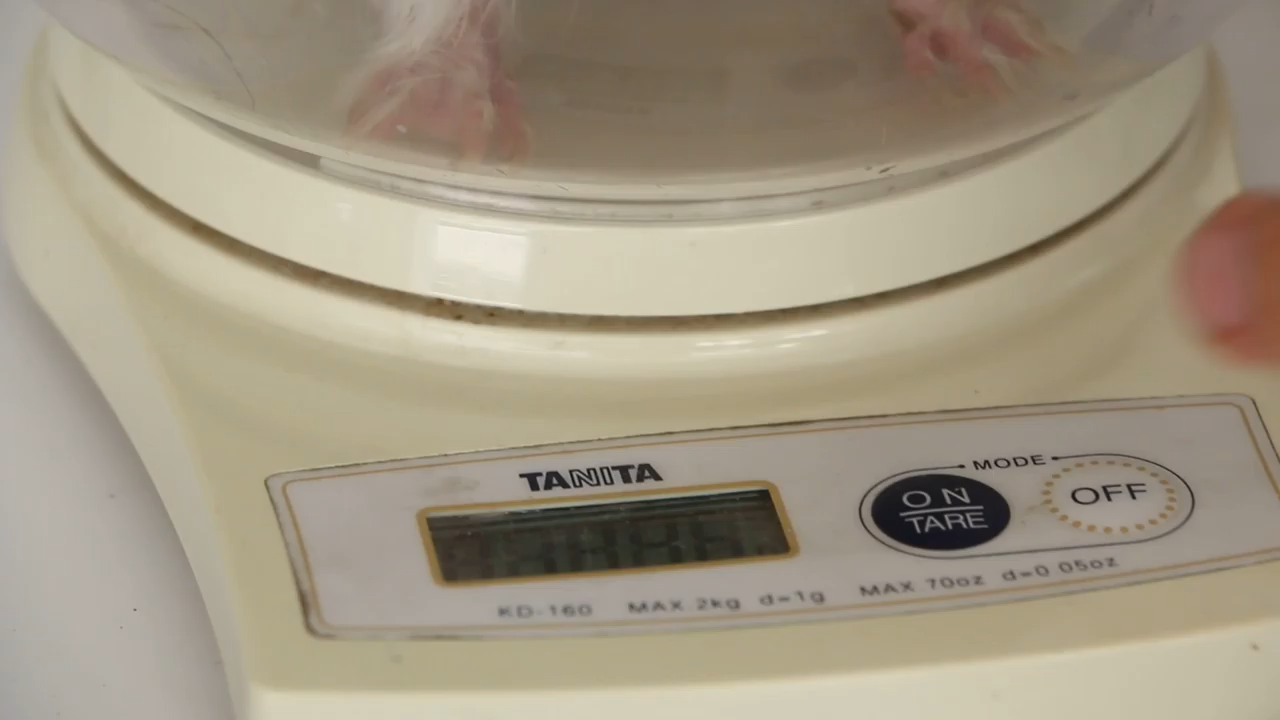 TANITA
MODE
ON
TARE
OFF
KD-160 MAX 2kg d=1g MAX 70oz d=0.05oz